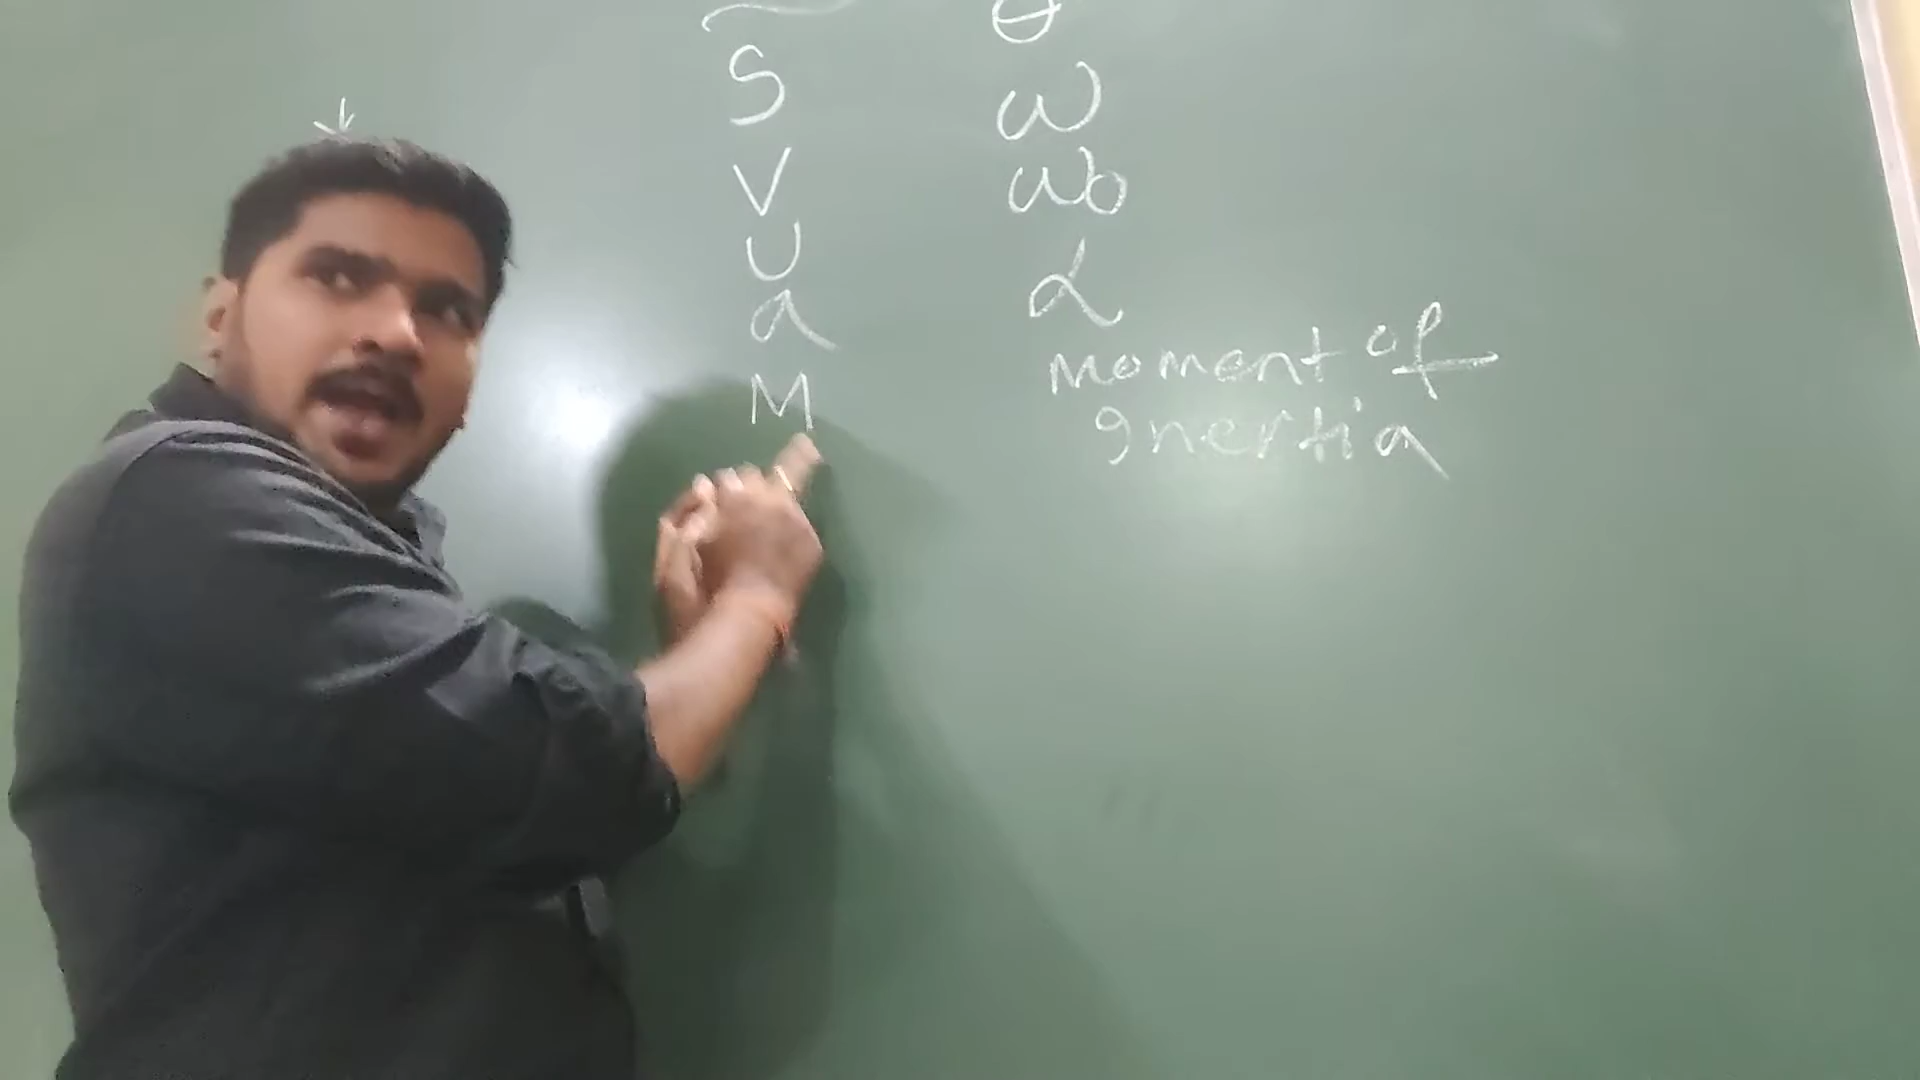 S θ
V ω
U ω0
a α
M Moment of
Inertia